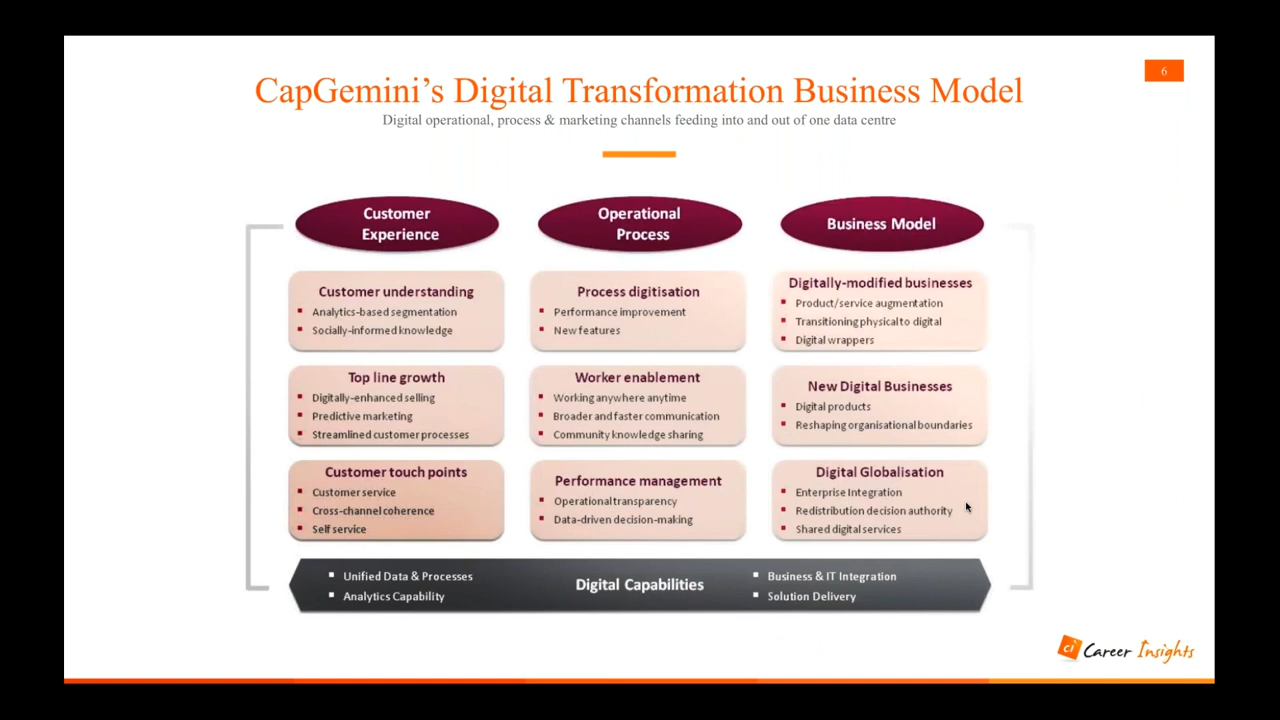 6
CapGemini's Digital Transformation Business Model
Digital operational, process & marketing channels feeding into and out of one data centre
Customer
Experience
Customer understanding
Analytics-based segmentation
Socially-informed knowledge
Top line growth
Digitally-enhanced selling
Predictive marketing
Streamlined customer processes
Customer touch points
Customer service
Cross-channel coherence
Self service
Operational
Process
Process digitisation
Performance improvement
New features
Worker enablement
Working anywhere anytime
Broader and faster communication
Community knowledge sharing
Performance management
Operational transparency
Data-driven decision-making
Business Model
Digitally-modified businesses
Product/service augmentation
Transitioning physical to digital
Digital wrappers
New Digital Businesses
Digital products
Reshaping organisational boundaries
Digital Globalisation
Enterprise Integration
Redistribution decision authority
Shared digital services
Unified Data & Processes
Analytics Capability
Digital Capabilities
Business & IT Integration
Solution Delivery
ci Career Insights